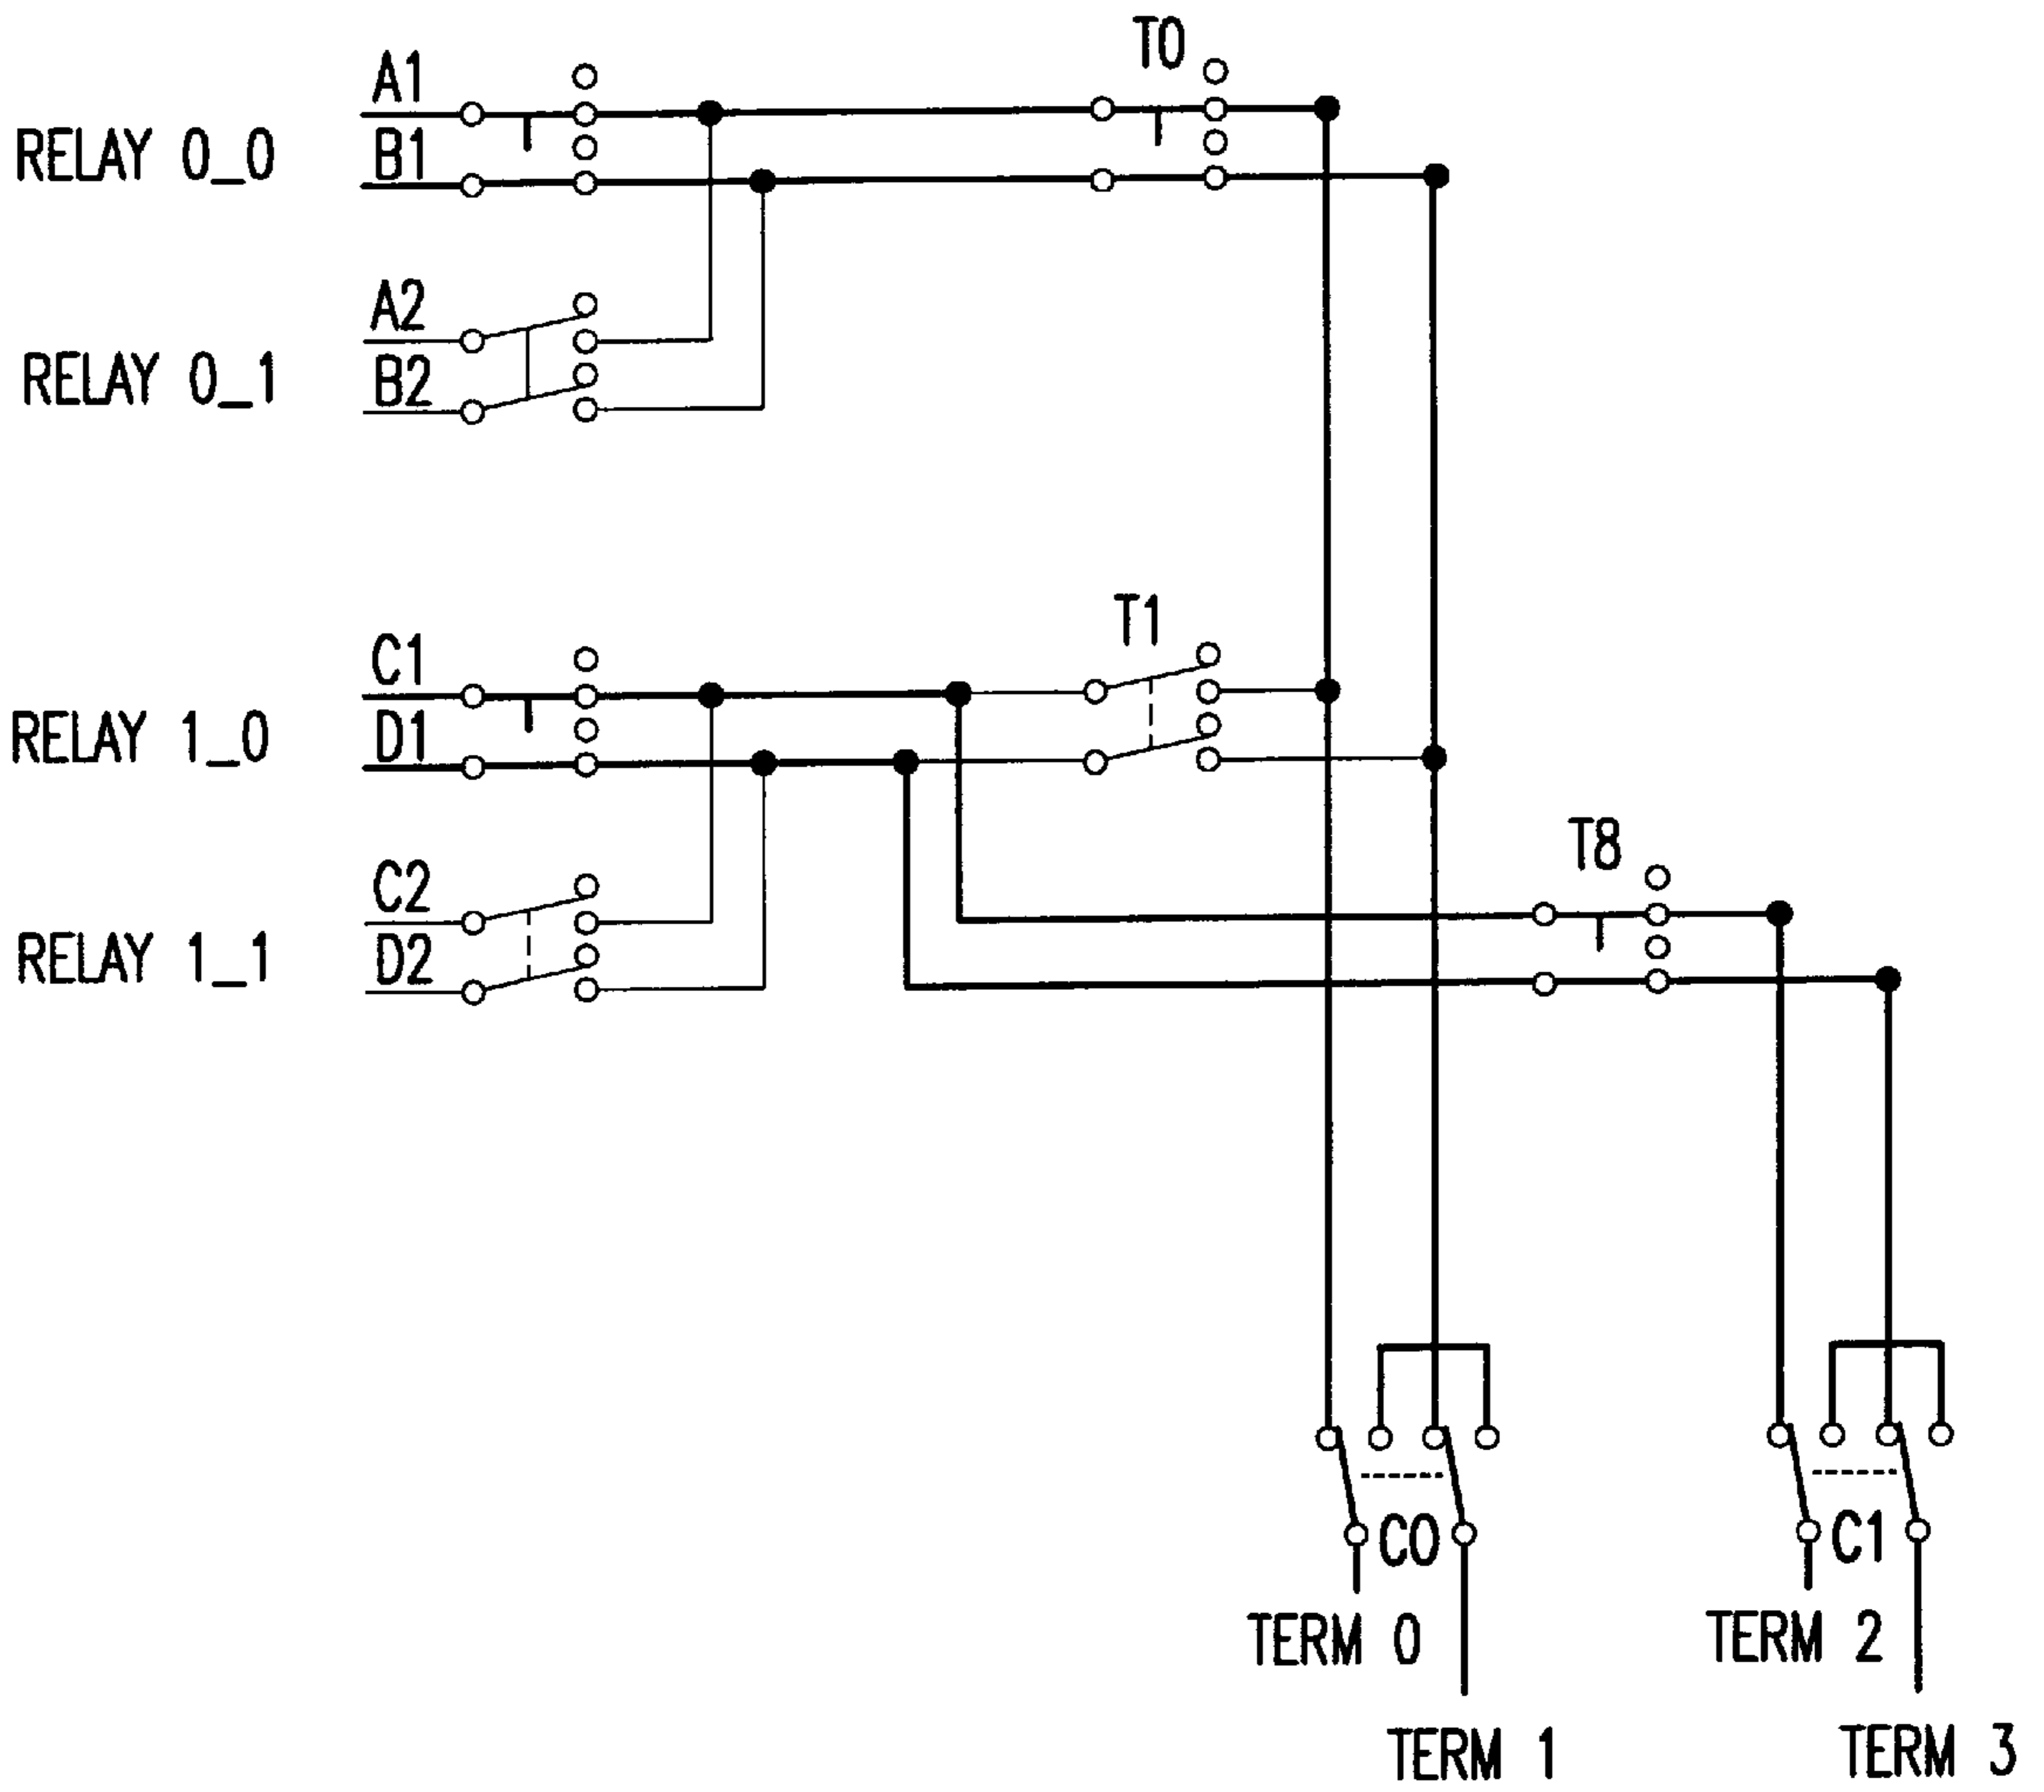 T0
A1
RELAY 0_0
B1
A2
RELAY 0_1
B2
T1
C1
RELAY 1_0
D1
T8
C2
RELAY 1_1
D2
C0
C1
TERM 0
TERM 2
TERM 1
TERM 3